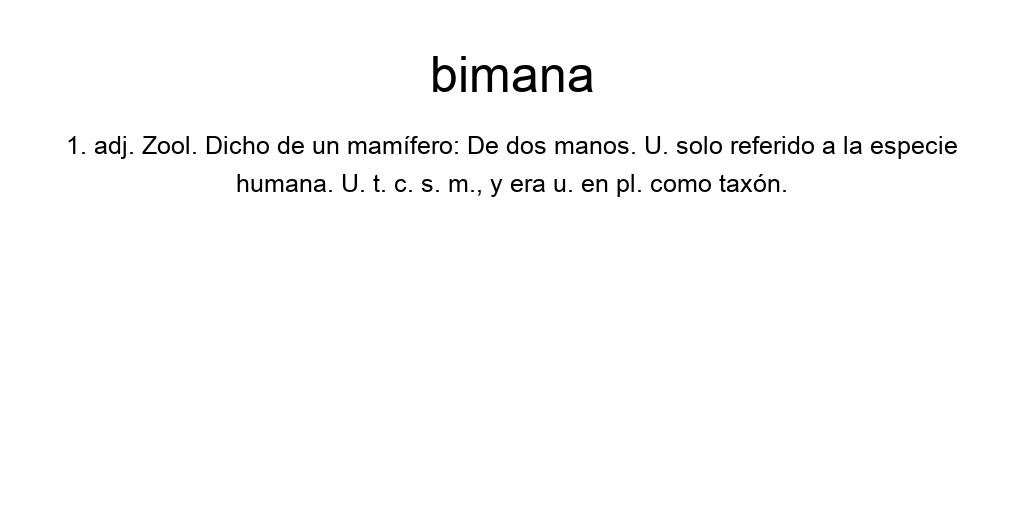 bimana
1. adj. Zool. Dicho de un mamífero: De dos manos. U. solo referido a la especie
humana. U. t. c. s. m., y era u. en pl. como taxón.